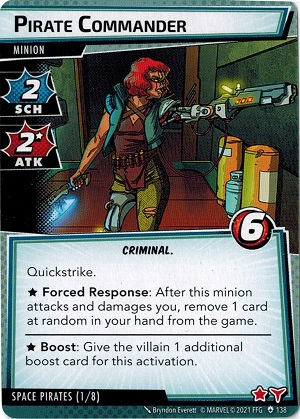 PIRATE COMMANDER
MINION
2
SCH
2★
ATK
6
CRIMINAL.
Quickstrike.
★ Forced Response: After this minion
attacks and damages you, remove 1 card
at random in your hand from the game.
★ Boost: Give the villain 1 additional
boost card for this activation.
SPACE PIRATES (1/8)
Bryndon Everett © MARVEL © 2021 FFG 138